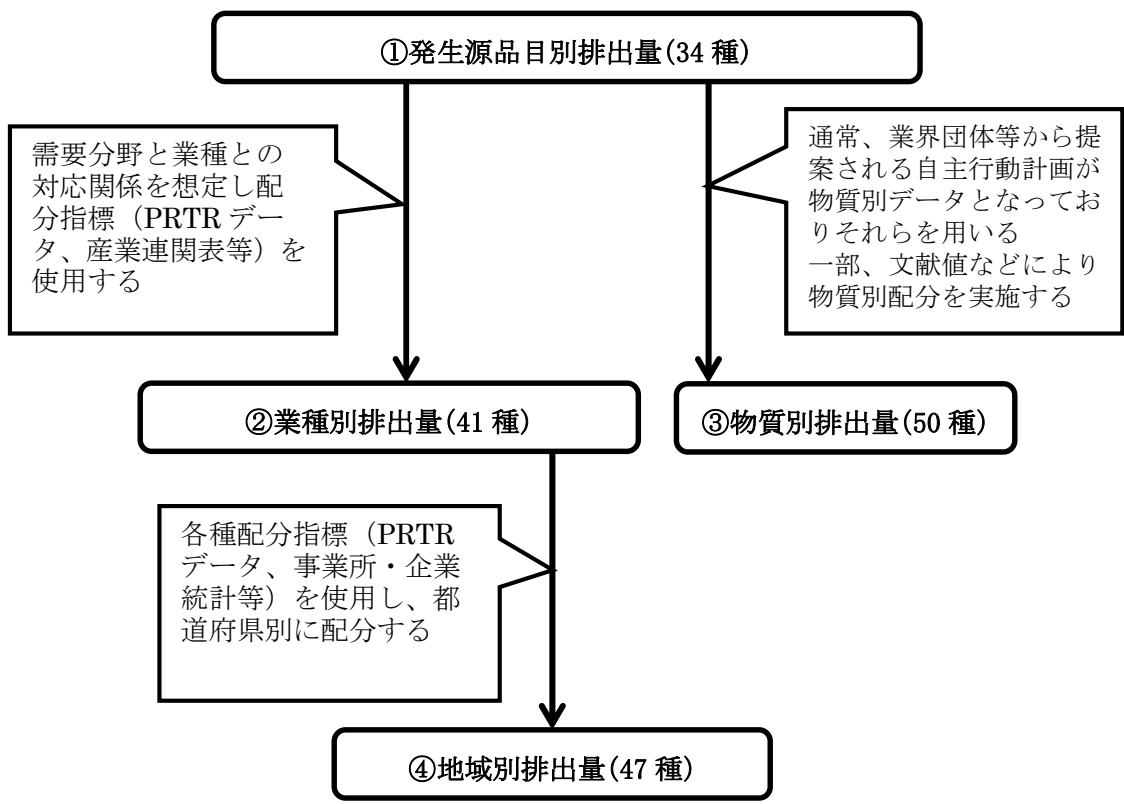 ①発生源品目別排出量(34 種)
需要分野と業種との
対応関係を想定し配
分指標（PRTR デー
タ、産業連関表等）を
使用する
通常、業界団体等から提
案される自主行動計画が
物質別データとなってお
りそれらを用いる
一部、文献値などにより
物質別配分を実施する
②業種別排出量(41 種)
③物質別排出量(50 種)
各種配分指標（PRTR
データ、事業所・企業
統計等）を使用し、都
道府県別に配分する
④地域別排出量(47 種)